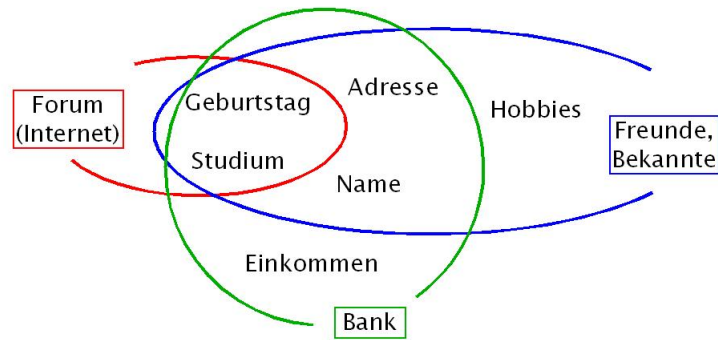 Adresse
Geburtstag
Hobbies
Forum
(Internet)
Freunde,
Bekannte
Studium
Name
Einkommen
Bank